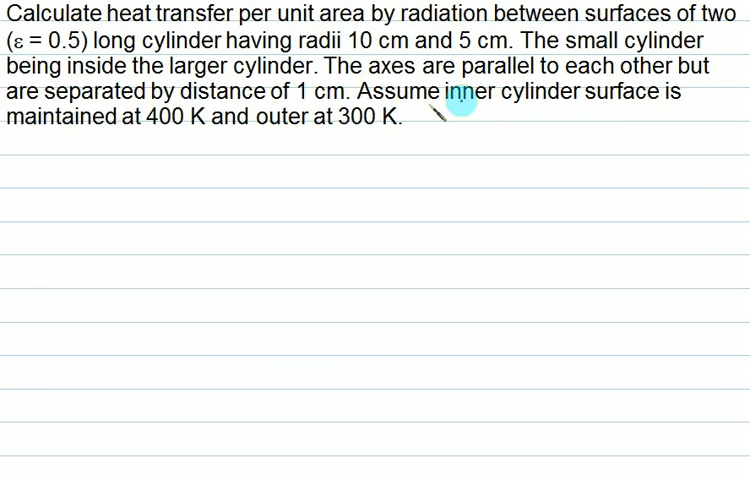 Calculate heat transfer per unit area by radiation between surfaces of two
(ε = 0.5) long cylinder having radii 10 cm and 5 cm. The small cylinder
being inside the larger cylinder. The axes are parallel to each other but
are separated by distance of 1 cm. Assume inner cylinder surface is
maintained at 400 K and outer at 300 K.